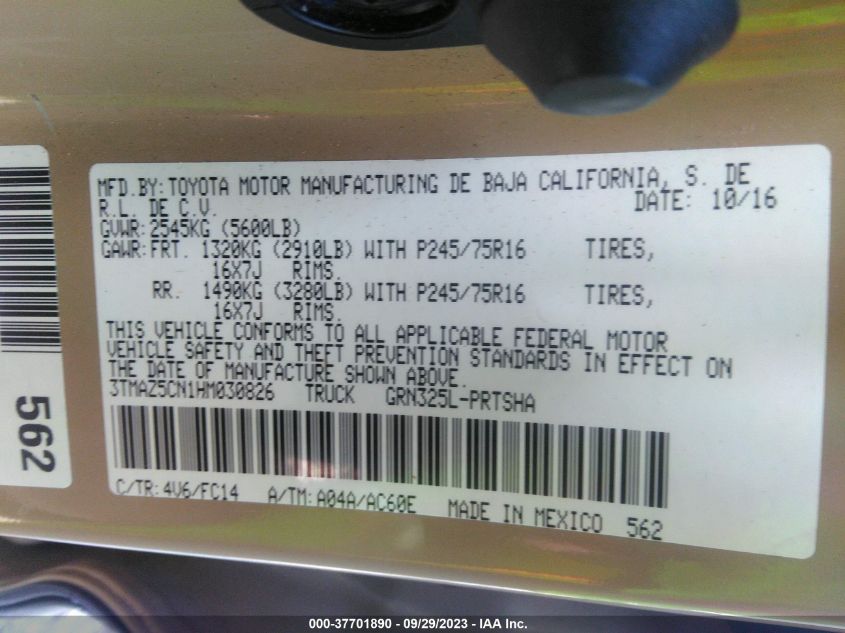 MFD. BY: TOYOTA MOTOR MANUFACTURING DE BAJA CALIFORNIA, S. DE
R.L. DE C.V.
DATE: 10/16
GVWR: 2545KG (5600LB)
GAWR: FRT. 1320KG (2910LB) WITH P245/75R16 TIRES,
16X7J RIMS.
RR. 1490KG (3280LB) WITH P245/75R16 TIRES,
16X7J RIMS.
THIS VEHICLE CONFORMS TO ALL APPLICABLE FEDERAL MOTOR
VEHICLE SAFETY AND THEFT PREVENTION STANDARDS IN EFFECT ON
THE DATE OF MANUFACTURE SHOWN ABOVE.
3TMAZ5CN1HM030826 TRUCK GRN325L-PRTSHA
C/TR: 4V6/FC14 A/TM: A04A/AC60E MADE IN MEXICO 562
562
000-37701890 - 09/29/2023 - IAA Inc.